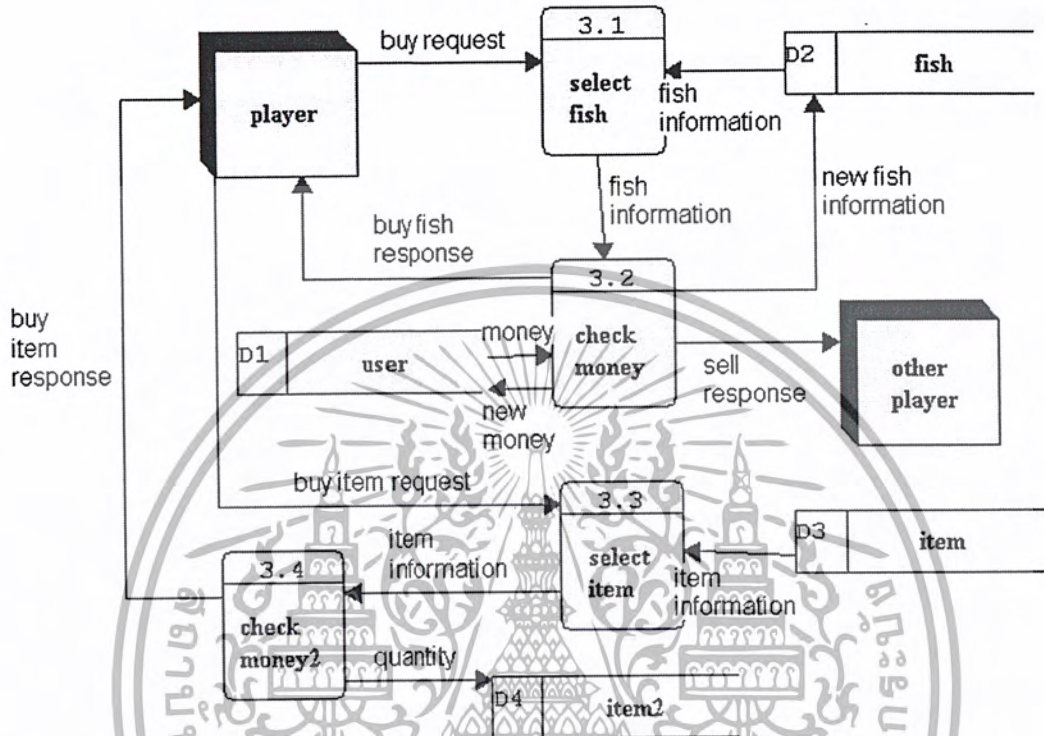 buy request
3.1
select
fish
D2
fish
player
fish
information
fish
information
new fish
information
buy fish
response
3.2
check
money
buy
item
response
D1
user
money
new
money
sell
response
other
player
buy item request
3.3
select
item
D3
item
item
information
item
information
3.4
check
money2
quantity
D4
item2